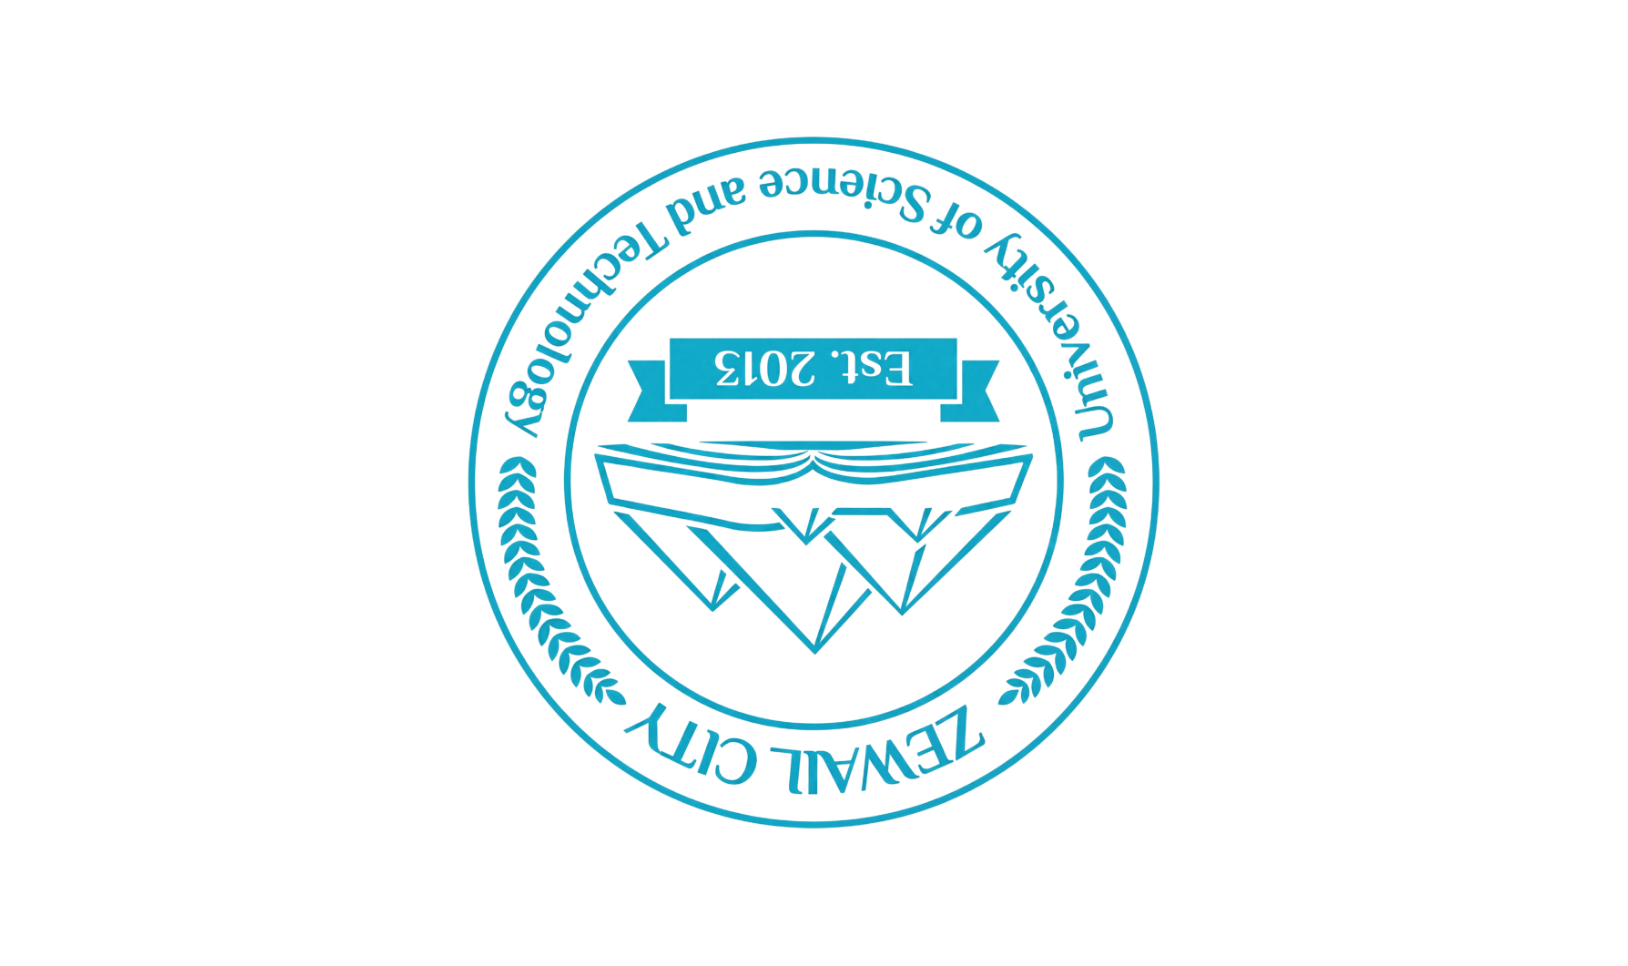 ZEWAIL CITY
University of Science and Technology
Est. 2013